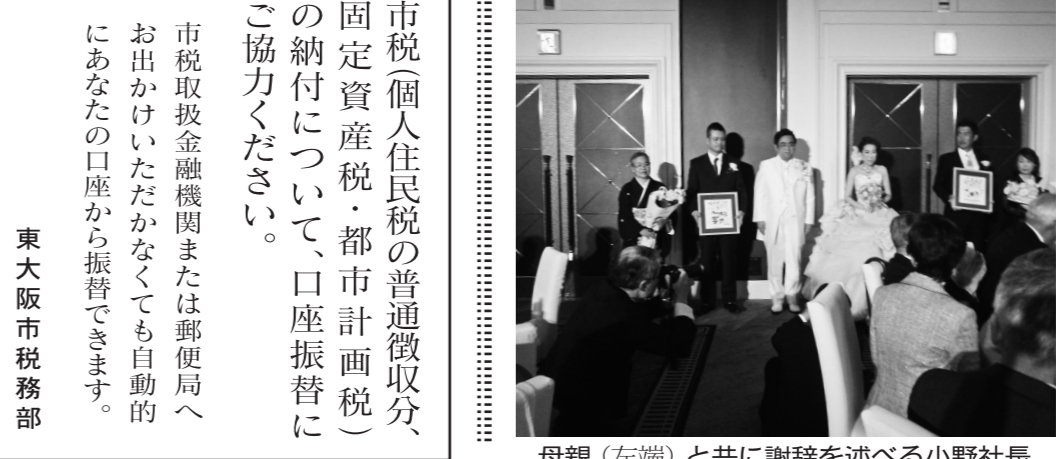 市税(個人住民税の普通徴収分、
固定資産税・都市計画税)
の納付について、口座振替に
ご協力ください。
市税取扱金融機関または郵便局へ
お出かけいただかなくても自動的
にあなたの口座から振替できます。
東大阪市税務部
母親(左端)と共に謝辞を述べる小野社長